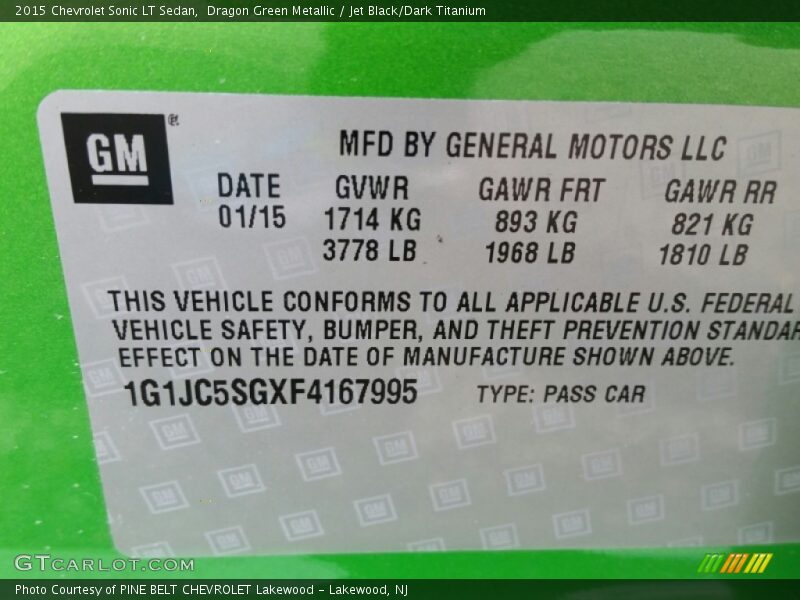 2015 Chevrolet Sonic LT Sedan, Dragon Green Metallic / Jet Black/Dark Titanium
GM®
MFD BY GENERAL MOTORS LLC
DATE GVWR GAWR FRT GAWR RR
01/15 1714 KG 893 KG 821 KG
3778 LB 1968 LB 1810 LB
THIS VEHICLE CONFORMS TO ALL APPLICABLE U.S. FEDERAL
VEHICLE SAFETY, BUMPER, AND THEFT PREVENTION STANDAR
EFFECT ON THE DATE OF MANUFACTURE SHOWN ABOVE.
1G1JC5SGXF4167995 TYPE: PASS CAR
GTCARLOT.COM
Photo Courtesy of PINE BELT CHEVROLET Lakewood - Lakewood, NJ